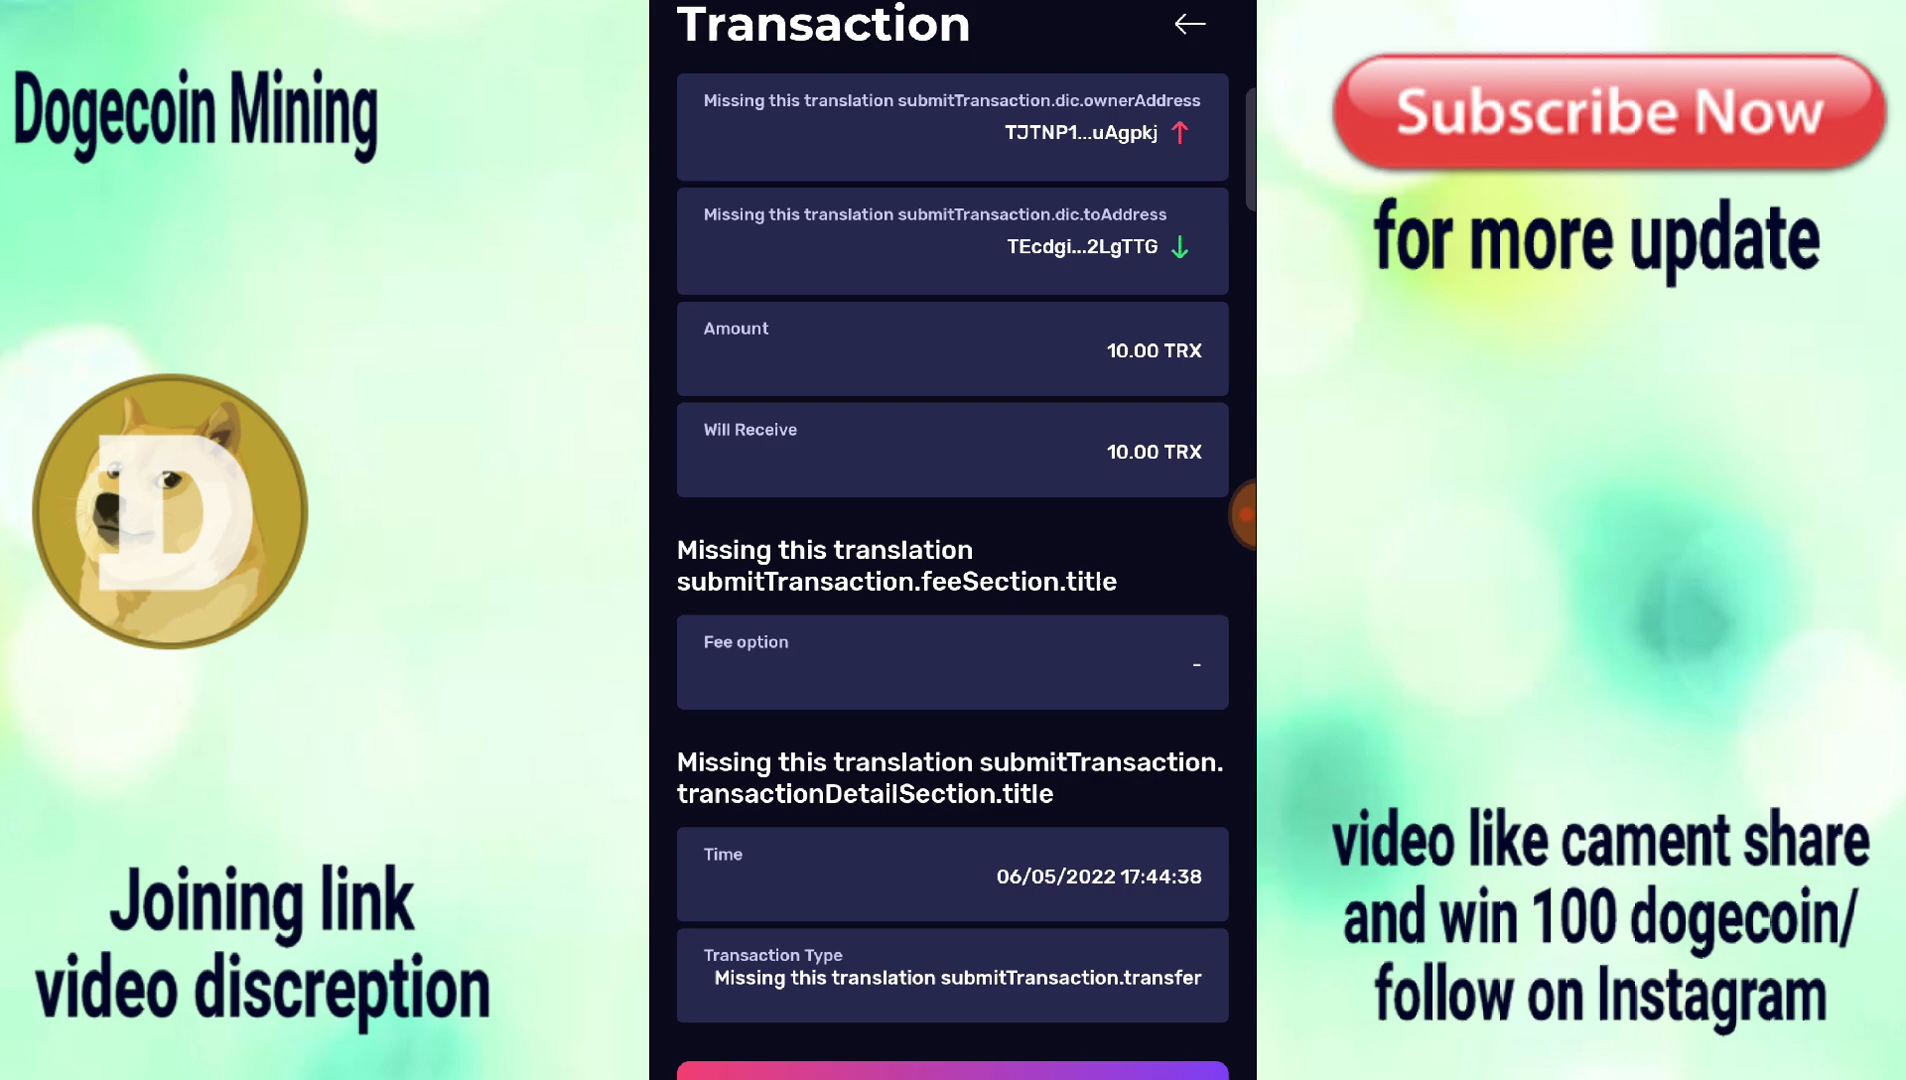 Dogecoin Mining
D
Joining link
video discreption
Transaction
Missing this translation submitTransaction.dic.ownerAddress
TJTNP1...uAgpkj
Missing this translation submitTransaction.dic.toAddress
TEcdgi...2LgTTG
Amount
10.00 TRX
Will Receive
10.00 TRX
Missing this translation
submitTransaction.feeSection.title
Fee option
-
Missing this translation submitTransaction.
transactionDetailSection.title
Time
06/05/2022 17:44:38
Transaction Type
Missing this translation submitTransaction.transfer
Subscribe Now
for more update
video like cament share
and win 100 dogecoin/
follow on Instagram